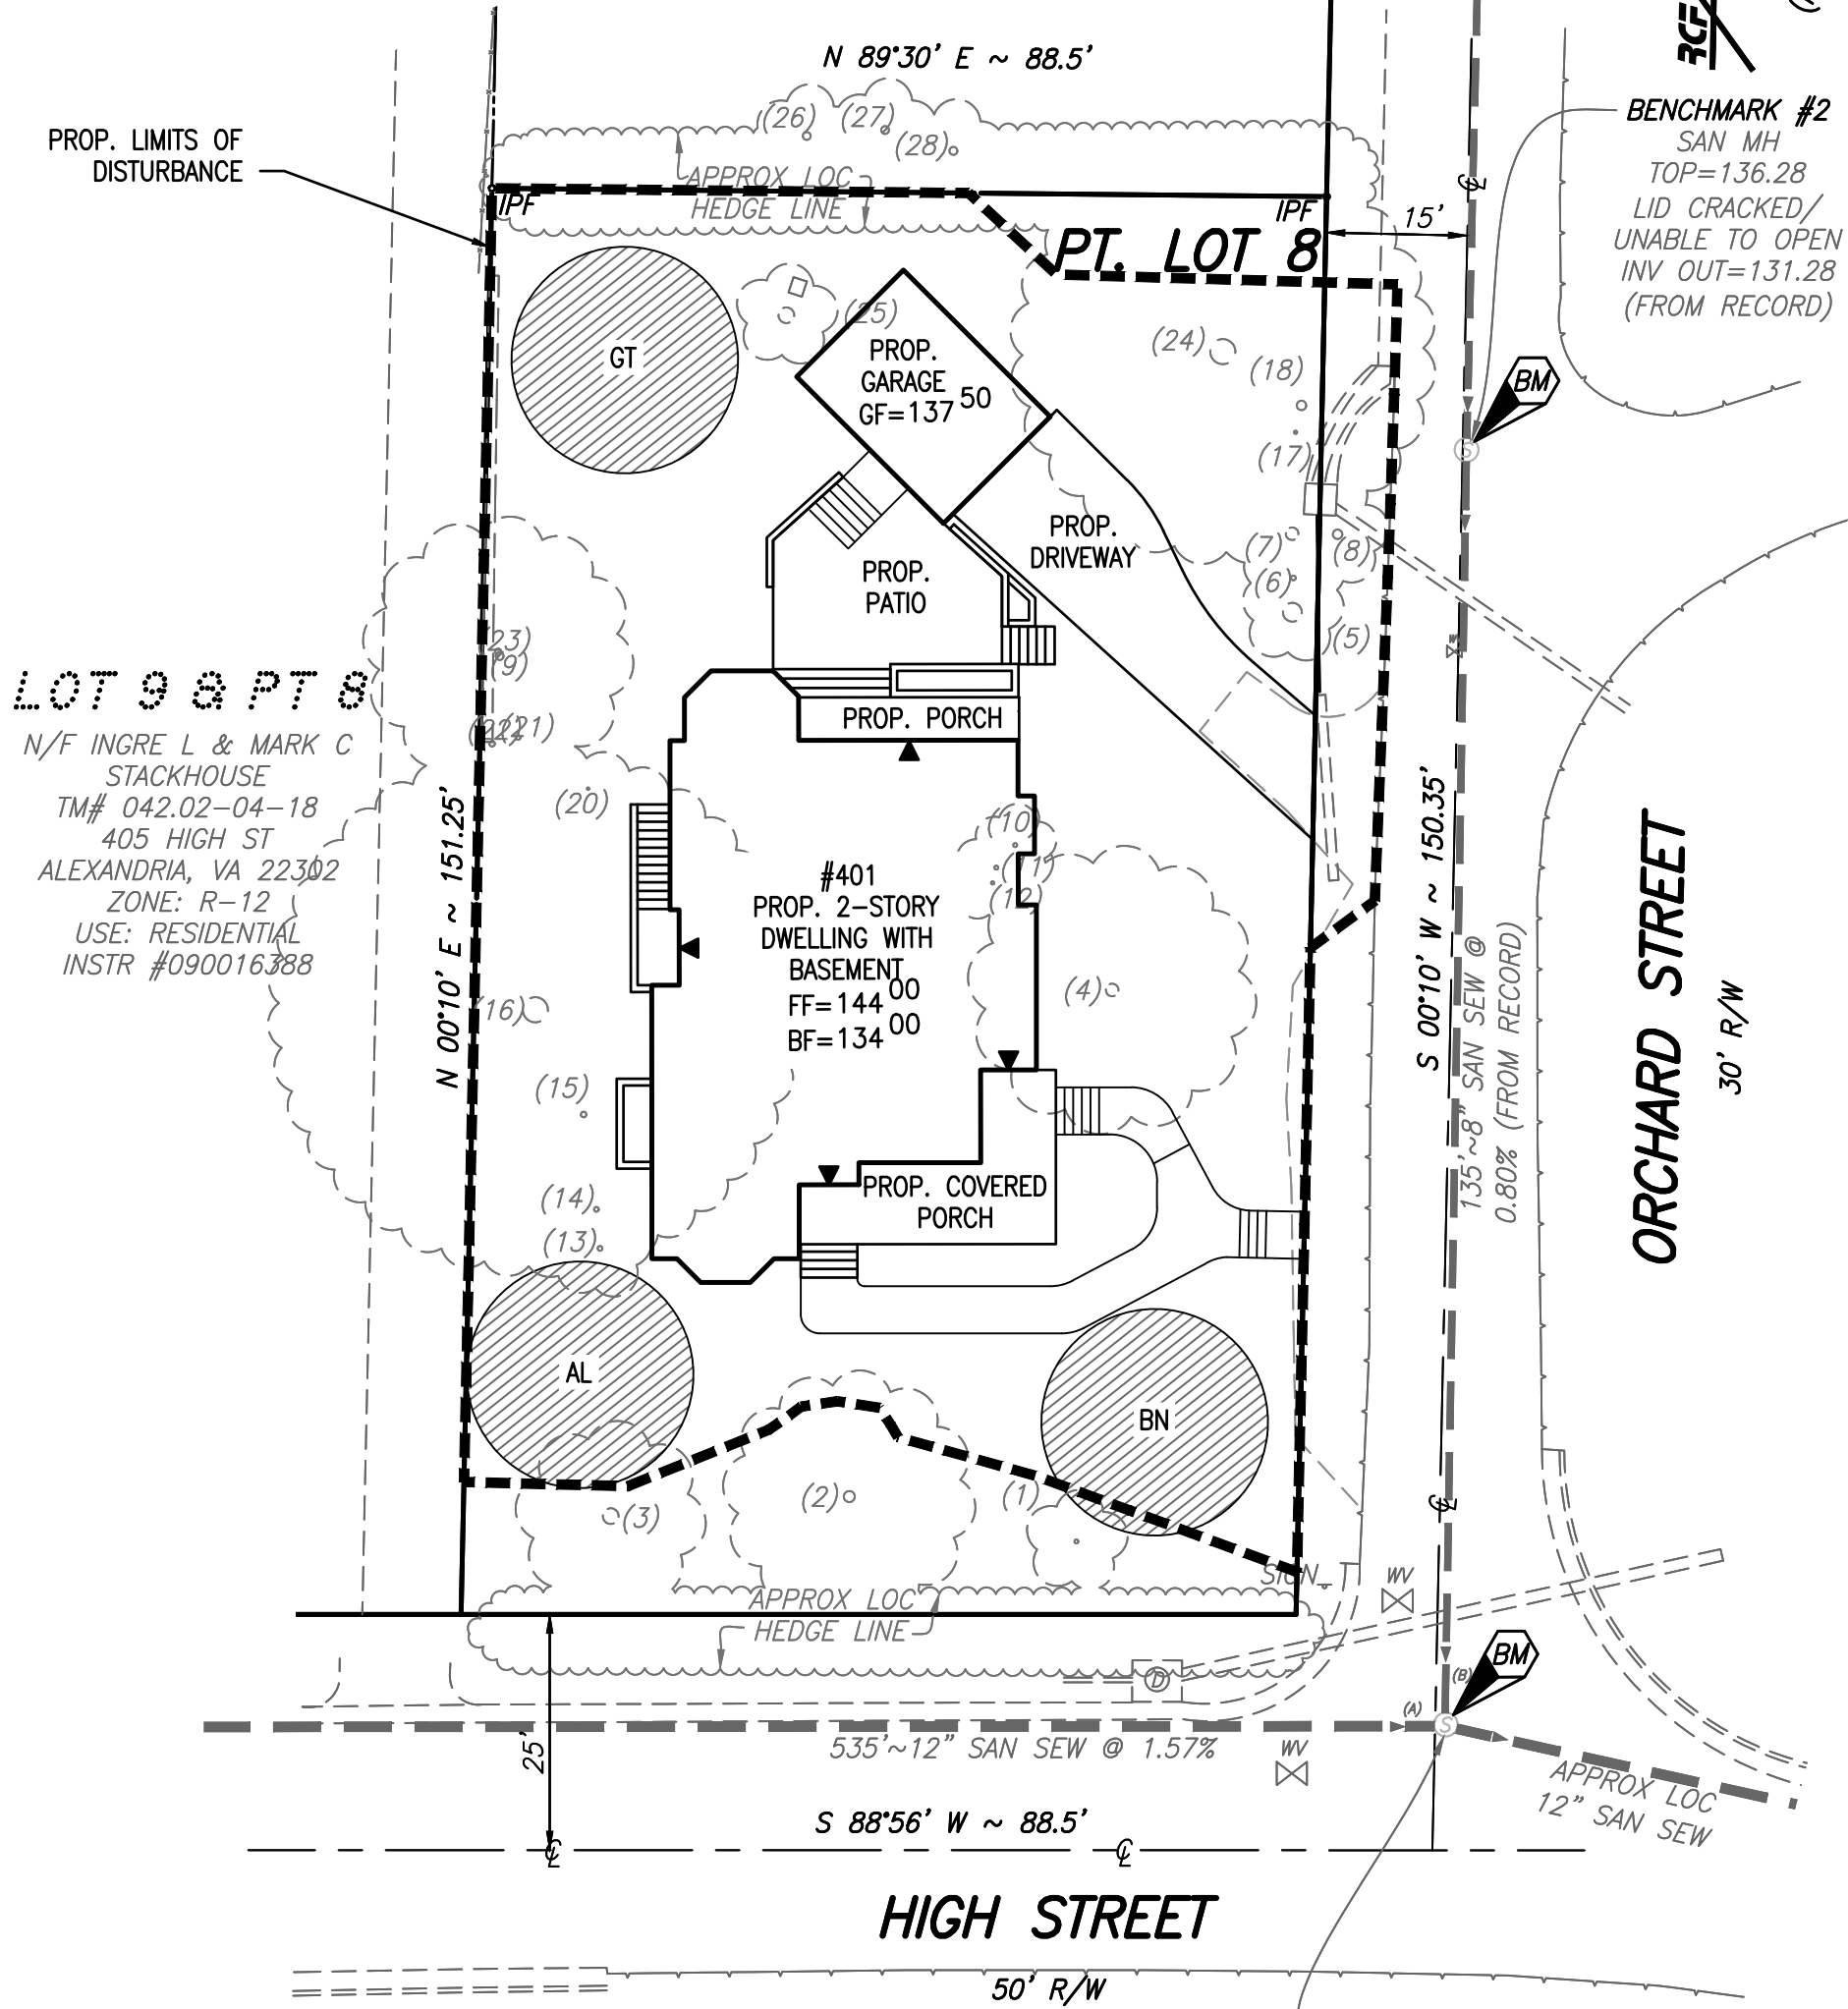 N 89°30' E ~ 88.5'
RCF
BENCHMARK #2
SAN MH
TOP=136.28
LID CRACKED/
UNABLE TO OPEN
INV OUT=131.28
(FROM RECORD)
PROP. LIMITS OF
DISTURBANCE
(26)
(27)
(28)
APPROX LOC
HEDGE LINE
IPF
IPF
15'
PT. LOT 8
GT
(25)
PROP.
GARAGE
GF=137 50
(24)
(18)
BM
S
(17)
PROP.
DRIVEWAY
(7)
(8)
(6)
(5)
PROP.
PATIO
(23)
(9)
(22)
(21)
LOT 9 & PT 8
N/F INGRE L & MARK C
STACKHOUSE
TM# 042.02-04-18
405 HIGH ST
ALEXANDRIA, VA 22302
ZONE: R-12
USE: RESIDENTIAL
INSTR #090016388
PROP. PORCH
(20)
(10)
(11)
(12)
N 00°10' E ~ 151.25'
#401
PROP. 2-STORY
DWELLING WITH
BASEMENT
FF=144 00
BF=134 00
(4)
(16)
(15)
(14)
(13)
S 00°10' W ~ 150.35'
135'~8" SAN SEW @
0.80% (FROM RECORD)
ORCHARD STREET
30' R/W
PROP. COVERED
PORCH
AL
BN
(3)
(2)
(1)
SIGN
WV
APPROX LOC
HEDGE LINE
D
BM
(B)
(A)
S
25'
535'~12" SAN SEW @ 1.57%
WV
APPROX LOC
12" SAN SEW
S 88°56' W ~ 88.5'
HIGH STREET
50' R/W